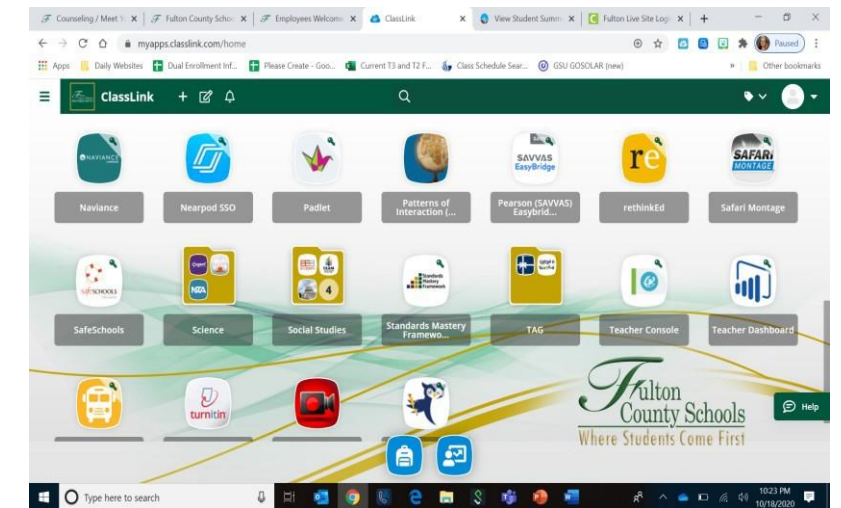 Counseling / Meet Y
Fulton County Schoo
Employees Welcome
ClassLink
View Student Summ
Fulton Live Site Logi
myapps.classlink.com/home
Paused
Apps
Daily Websites
Dual Enrollment Inf...
Please Create - Goo...
Current T3 and T2 F...
Class Schedule Sear...
GSU GOSOLAR (new)
»
Other bookmarks
ClassLink
NAVIANCE
SAVVAS
EasyBridge
re
SAFARI
MONTAGE
Naviance
Nearpod SSO
Padlet
Patterns of
Interaction (...
Pearson (SAVVAS)
Easybrid...
rethinkEd
Safari Montage
SAFESCHOOLS
4
Standards
Mastery
Framework
SafeSchools
Science
Social Studies
Standards Mastery
Framewo...
TAG
Teacher Console
Teacher Dashboard
turnitin
Fulton
County Schools
Where Students Come First
Help
Type here to search
10:23 PM
10/18/2020